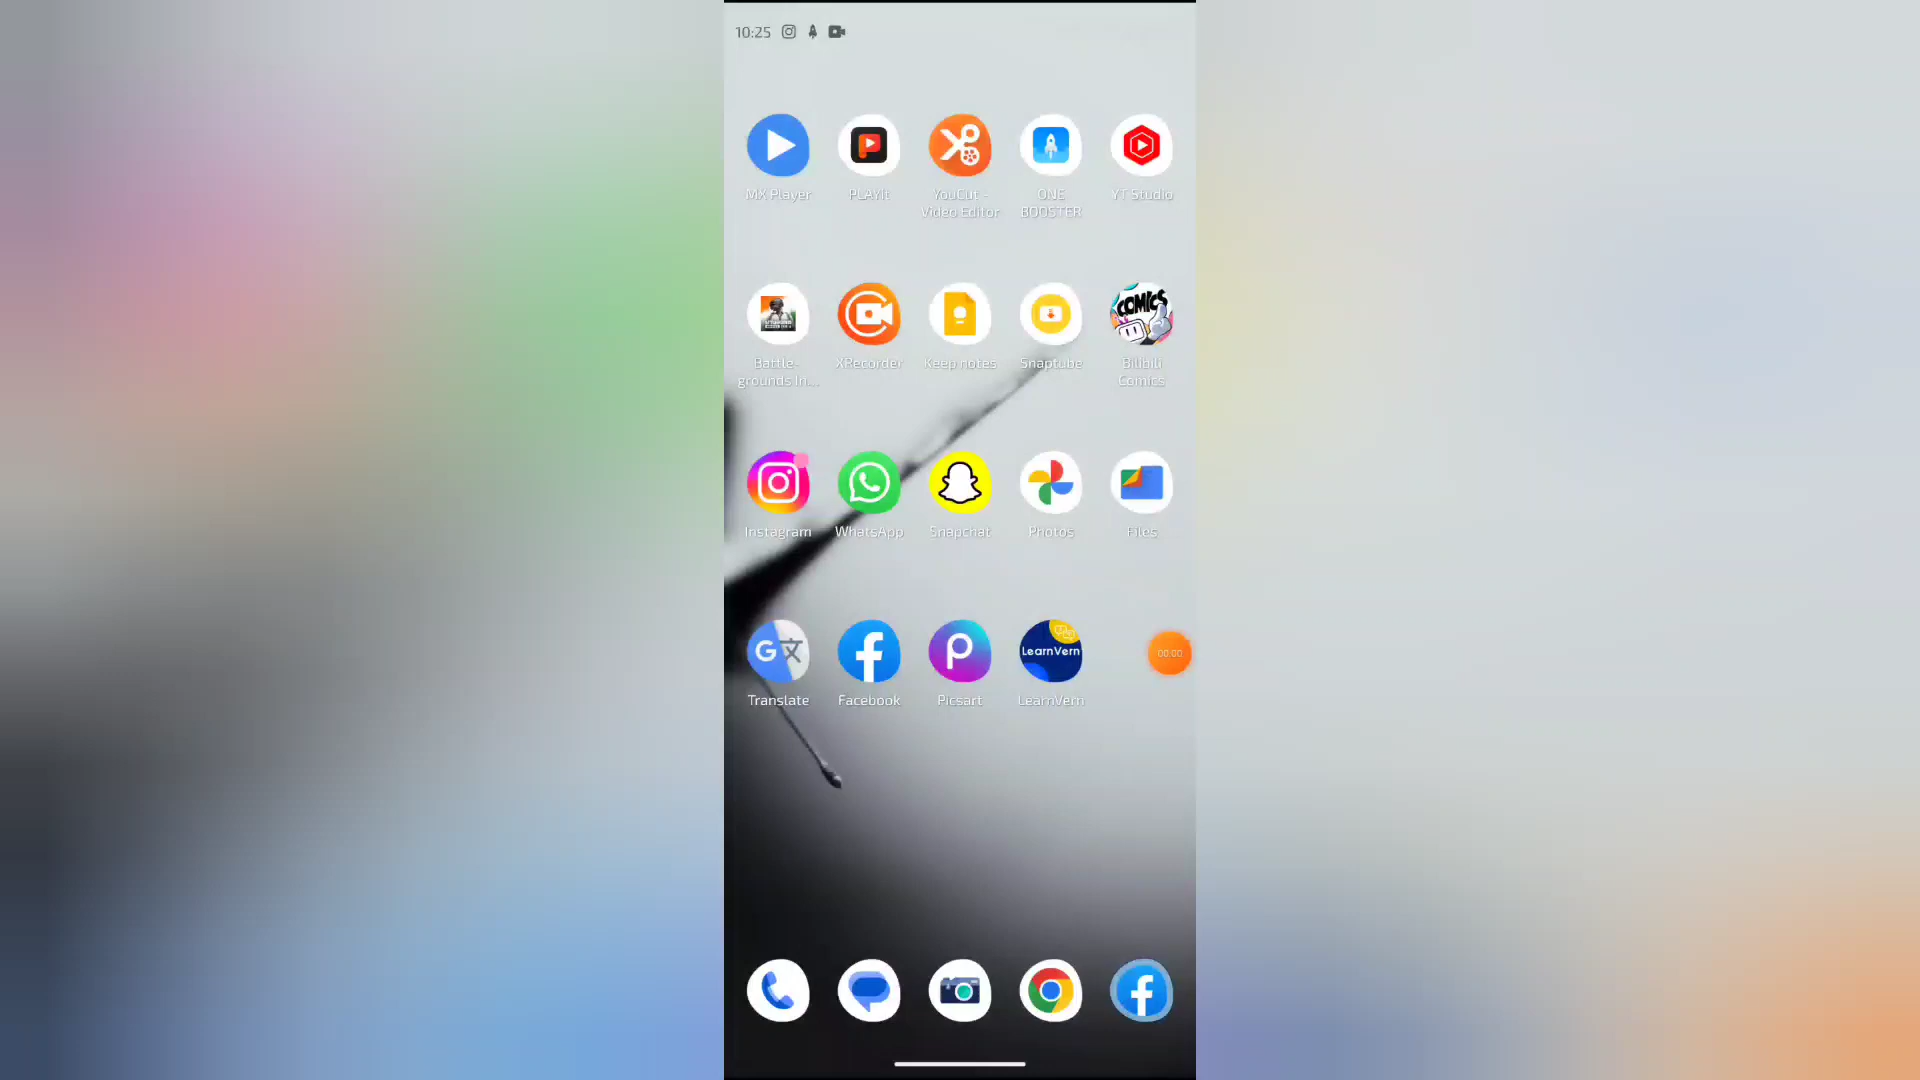 10:25
MX Player
PLAYit
YouCut -
Video Editor
ONE
BOOSTER
YT Studio
Battle-
grounds In...
XRecorder
Keep notes
Snaptube
COMICS
Bilibili
Comics
Instagram
WhatsApp
Snapchat
Photos
Files
G
LearnVern
00:00
Translate
Facebook
Picsart
LearnVern